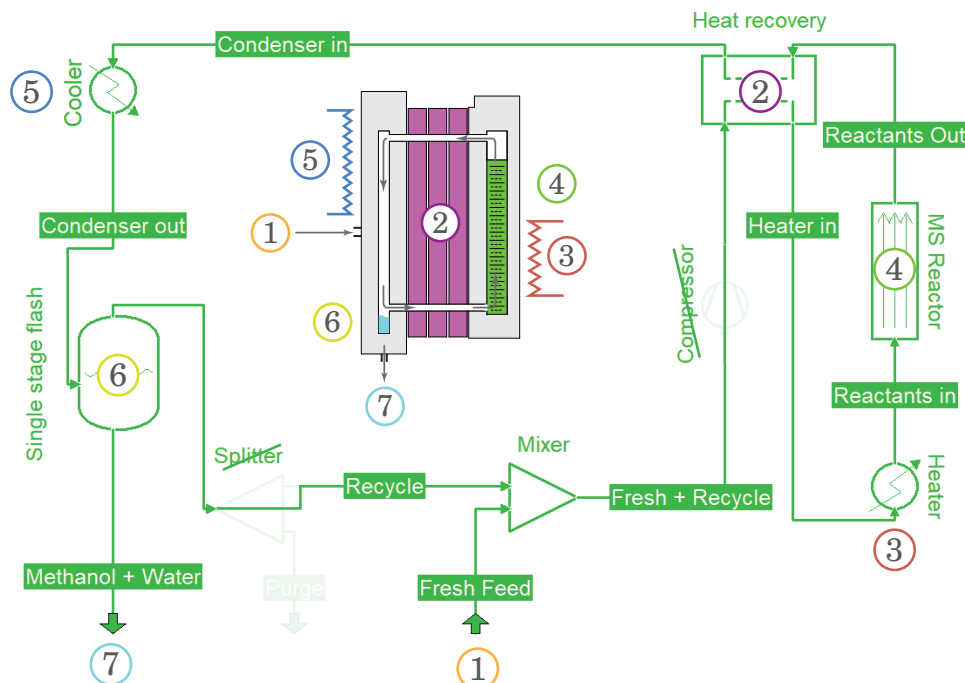 Heat recovery
Condenser in
2
5
Cooler
Reactants Out
5
4
2
Condenser out
1
Heater in
3
4
MS Reactor
Compressor
6
Single stage flash
6
7
Reactants in
Splitter
Mixer
Heater
Recycle
Fresh + Recycle
3
Methanol + Water
Purge
Fresh Feed
7
1